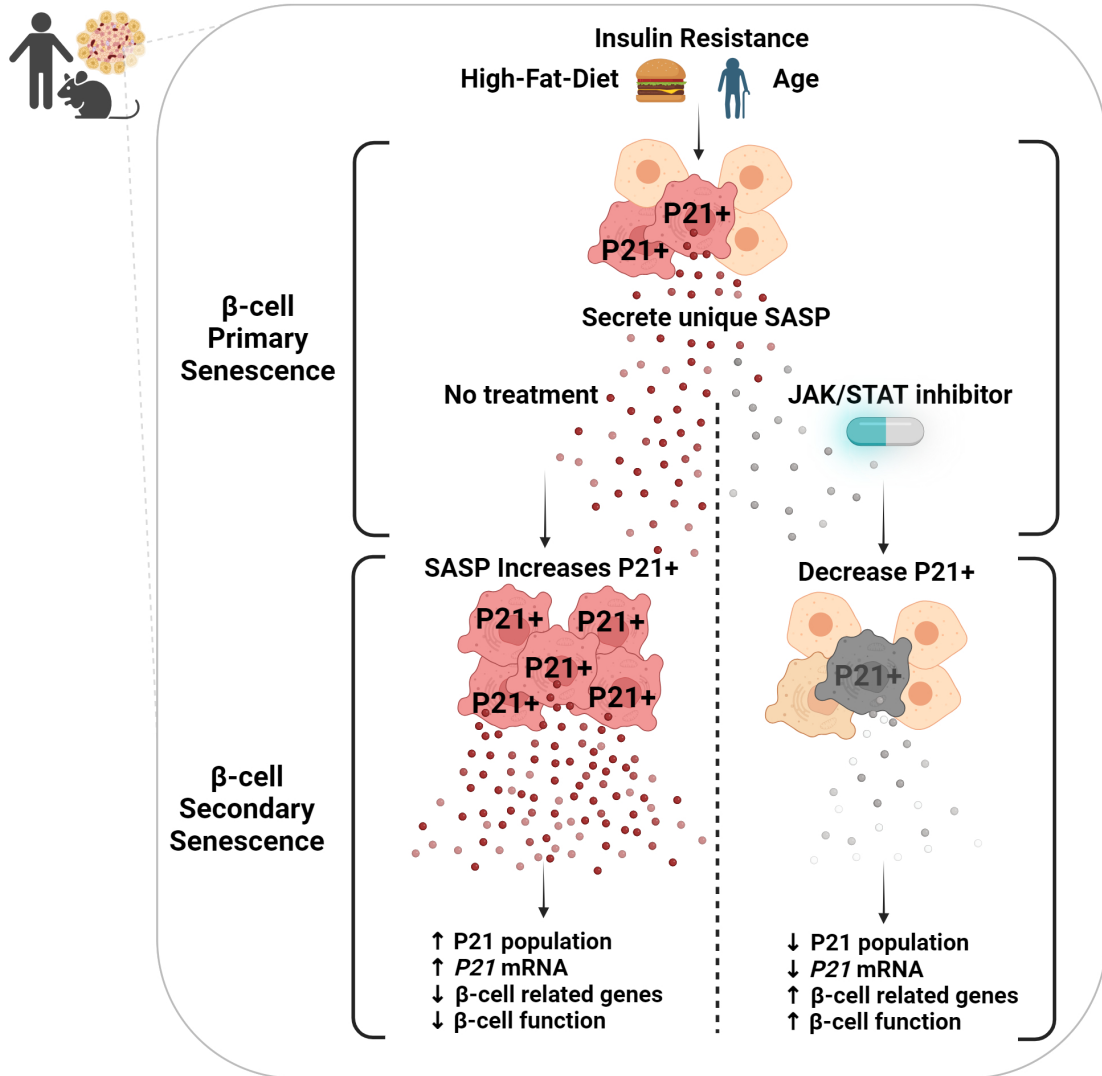 Insulin Resistance
High-Fat-Diet
Age
P21+
P21+
Secrete unique SASP
β-cell
Primary
Senescence
No treatment
JAK/STAT inhibitor
SASP Increases P21+
Decrease P21+
P21+
P21+
P21+
P21+
P21+
P21+
β-cell
Secondary
Senescence
↑ P21 population
↑ P21 mRNA
↓ β-cell related genes
↓ β-cell function
↓ P21 population
↓ P21 mRNA
↑ β-cell related genes
↑ β-cell function